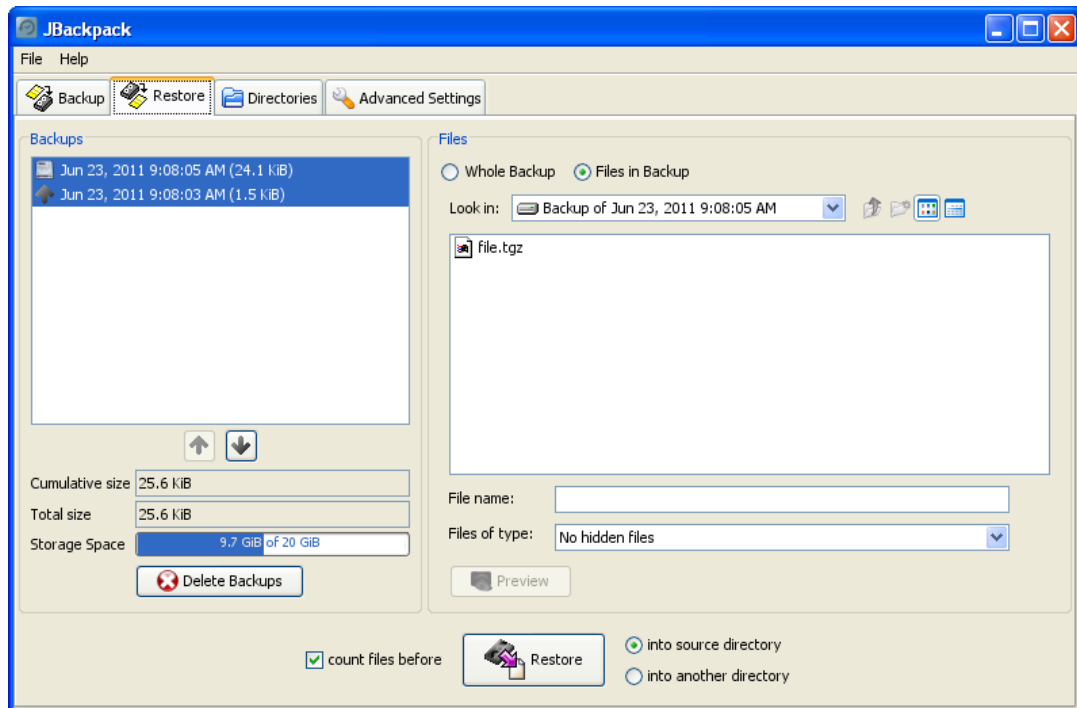 JBackpack
File Help
Backup Restore Directories Advanced Settings
Backups
Jun 23, 2011 9:08:05 AM (24.1 KiB)
Jun 23, 2011 9:08:03 AM (1.5 KiB)
Cumulative size 25.6 KiB
Total size 25.6 KiB
Storage Space 9.7 GiB of 20 GiB
Delete Backups
Files
Whole Backup Files in Backup
Look in: Backup of Jun 23, 2011 9:08:05 AM
file.tgz
File name:
Files of type: No hidden files
Preview
count files before Restore into source directory
into another directory